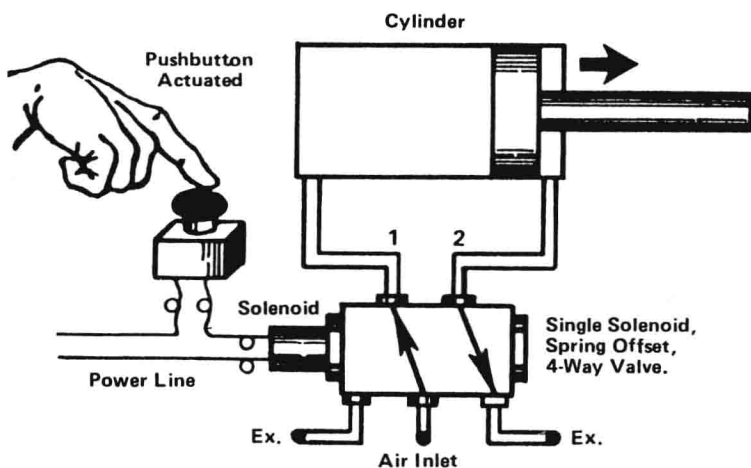 Cylinder
Pushbutton
Actuated
1
2
Solenoid
Single Solenoid,
Spring Offset,
4-Way Valve.
Power Line
Ex.
Air Inlet
Ex.